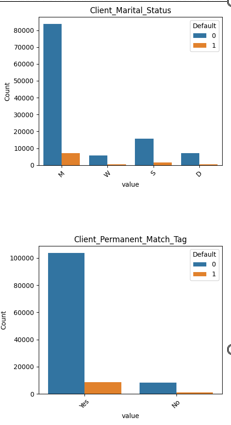 Client_Marital_Status
Default
0
1
80000
70000
60000
50000
40000
30000
20000
10000
0
Count
M
W
S
D
value
Client_Permanent_Match_Tag
Default
0
1
100000
80000
60000
40000
20000
0
Count
Yes
No
value